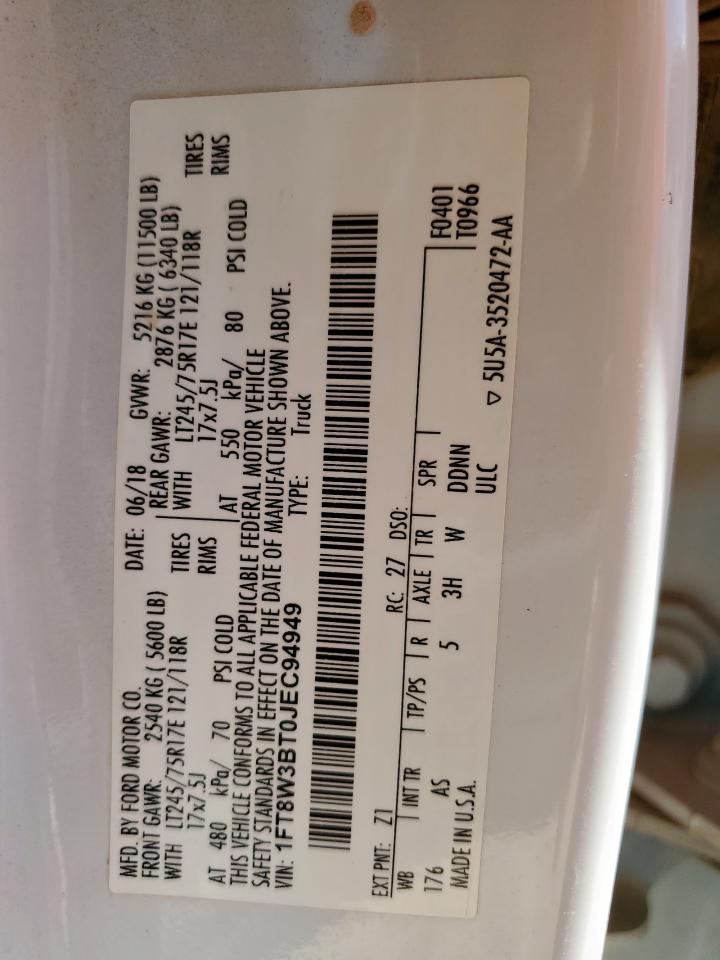 MFD. BY FORD MOTOR CO.
DATE: 06/18 GVWR: 5216 KG (11500 LB)
FRONT GAWR: 2540 KG ( 5600 LB)
REAR GAWR: 2876 KG ( 6340 LB)
WITH LT245/75R17E 121/118R TIRES
WITH LT245/75R17E 121/118R TIRES
17x7.5J RIMS
17x7.5J RIMS
AT 480 kPa/ 70 PSI COLD
AT 550 kPa/ 80 PSI COLD
THIS VEHICLE CONFORMS TO ALL APPLICABLE FEDERAL MOTOR VEHICLE
SAFETY STANDARDS IN EFFECT ON THE DATE OF MANUFACTURE SHOWN ABOVE.
VIN: 1FT8W3BT0JEC94949 TYPE: Truck
EXT PNT: Z1 RC: 27 DSO:
WB INT TR TP/PS R AXLE TR SPR F0401
176 AS 5 3H W DDNN T0966
MADE IN U.S.A. ULC
▽ 5U5A-3520472-AA